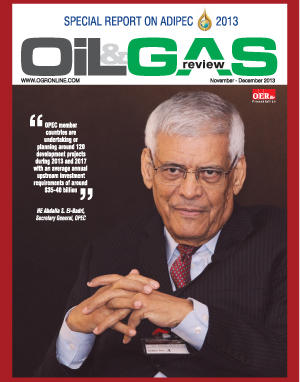 SPECIAL REPORT ON ADIPEC 2013
OiL&GAS
review
WWW.OGRONLINE.COM
November - December 2013
OER
Presentation
“
OPEC member
countries are
undertaking or
planning around 120
development projects
during 2013 and 2017
with an average annual
upstream investment
requirements of around
$35-40 billion
”
HE Abdalla S. El-Badri,
Secretary General, OPEC